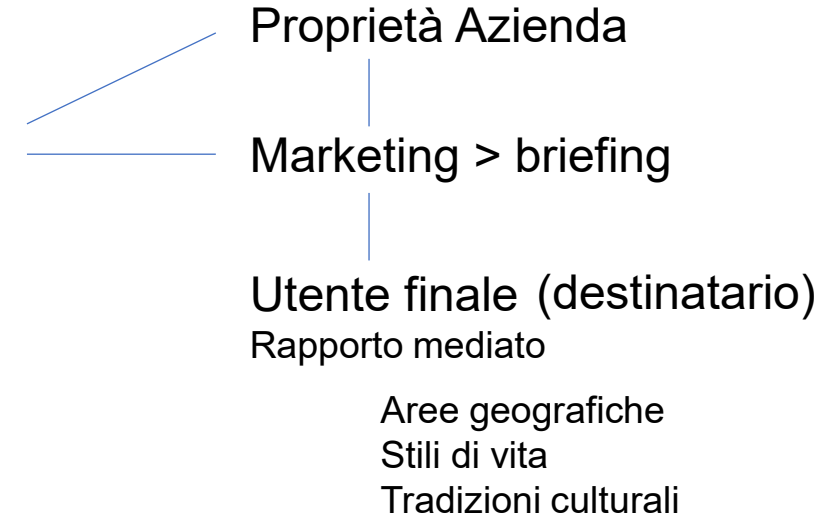 Proprietà Azienda
Marketing > briefing
Utente finale (destinatario)
Rapporto mediato
Aree geografiche
Stili di vita
Tradizioni culturali